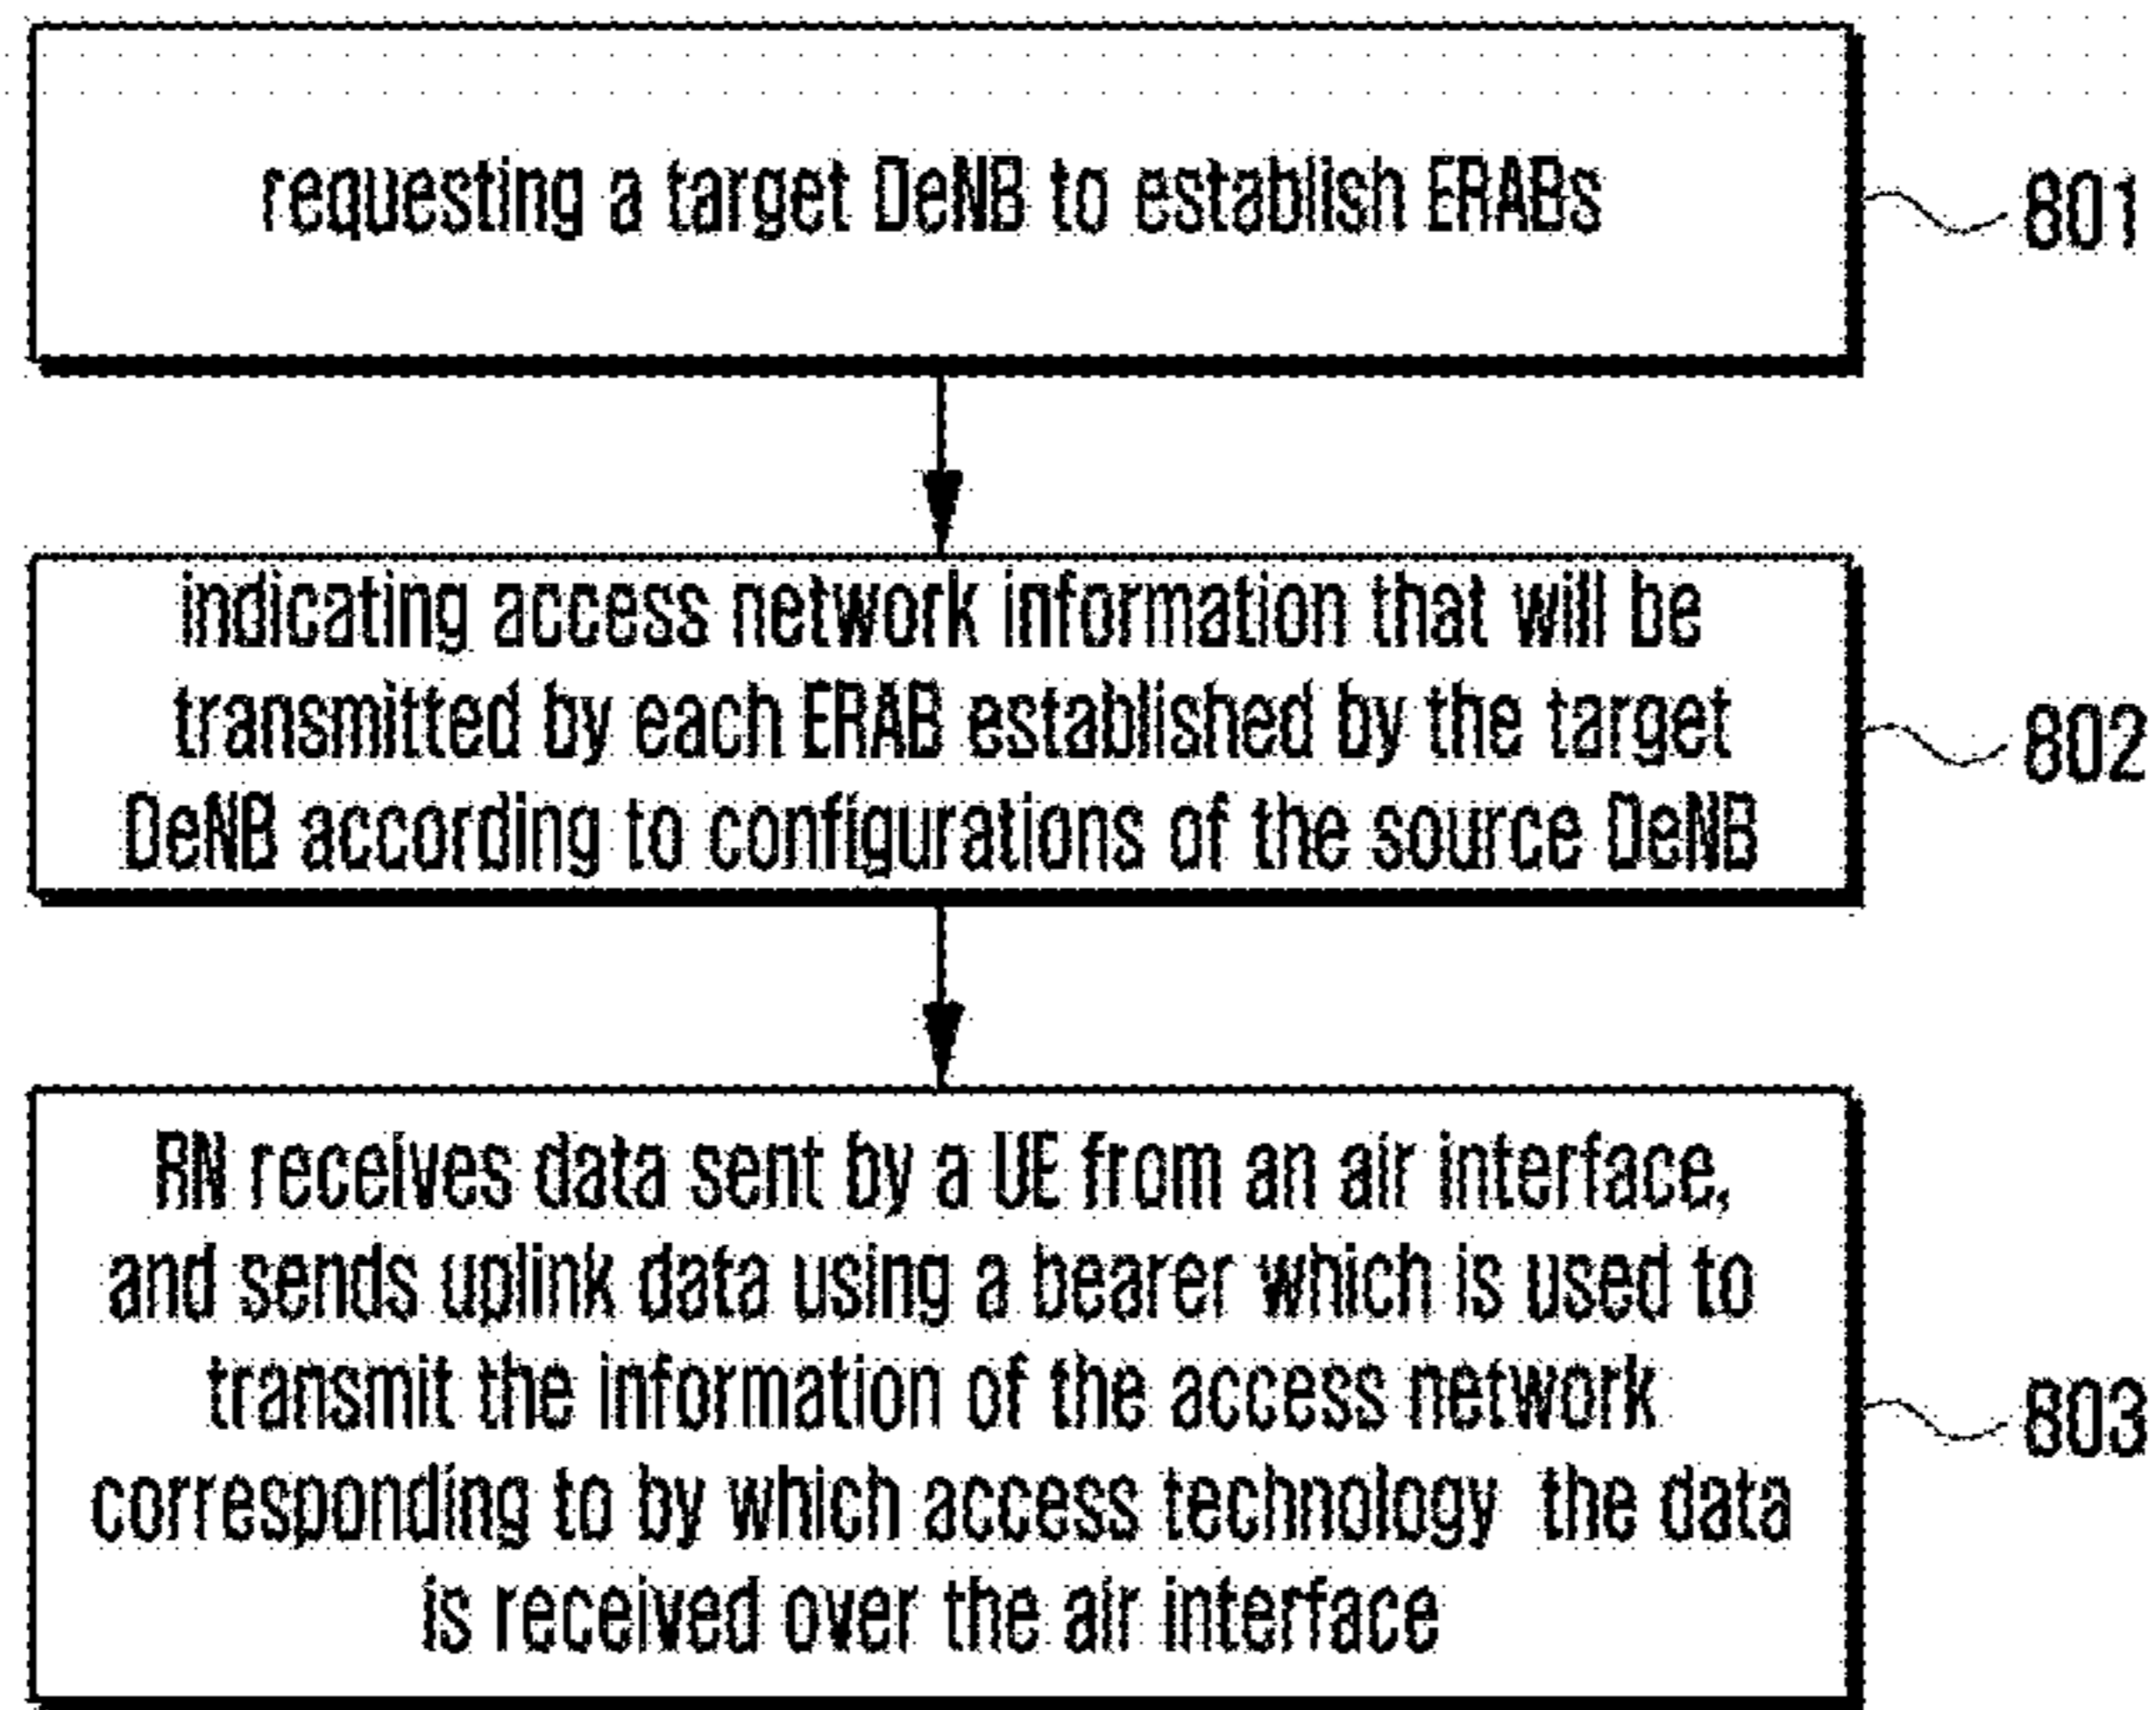 requesting a target DeNB to establish ERABs
801
indicating access network information that will be
transmitted by each ERAB established by the target
DeNB according to configurations of the source DeNB
802
RN receives data sent by a UE from an air interface,
and sends uplink data using a bearer which is used to
transmit the information of the access network
corresponding to by which access technology the data
is received over the air interface
803